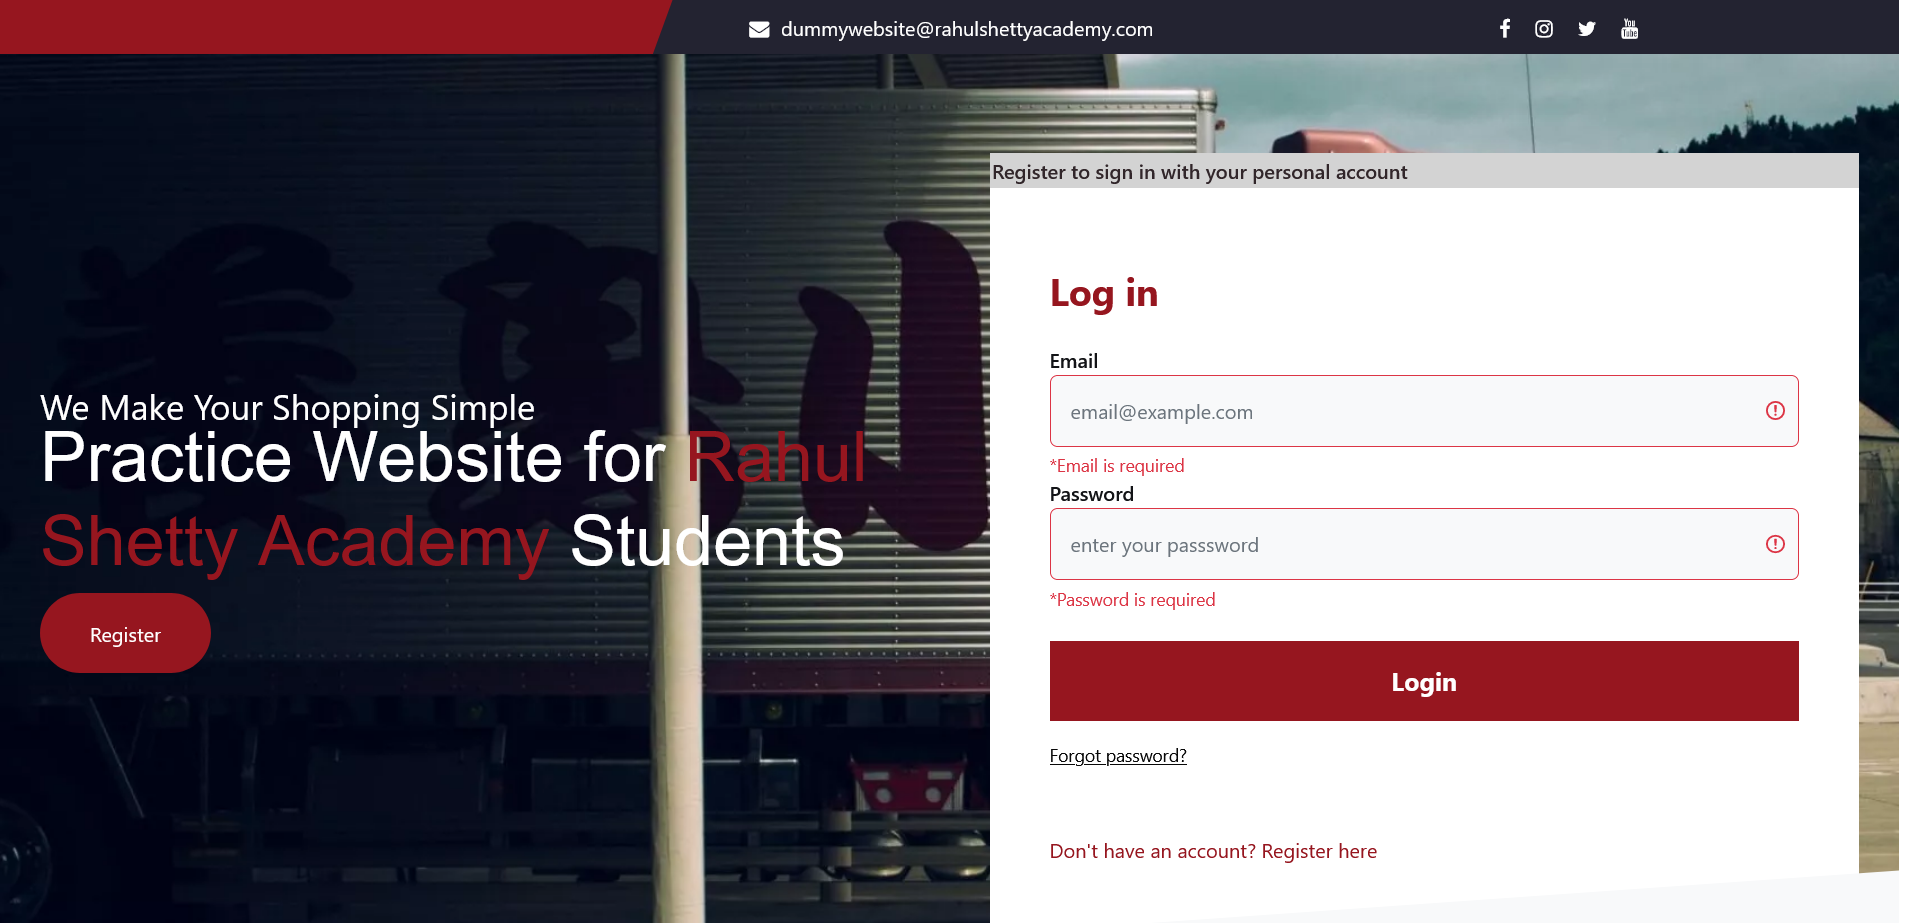 dummywebsite@rahulshettyacademy.com
You
Tube
We Make Your Shopping Simple
Practice Website for Rahul
Shetty Academy Students
Register
Register to sign in with your personal account
Log in
Email
email@example.com
*Email is required
Password
enter your passsword
*Password is required
Login
Forgot password?
Don't have an account? Register here